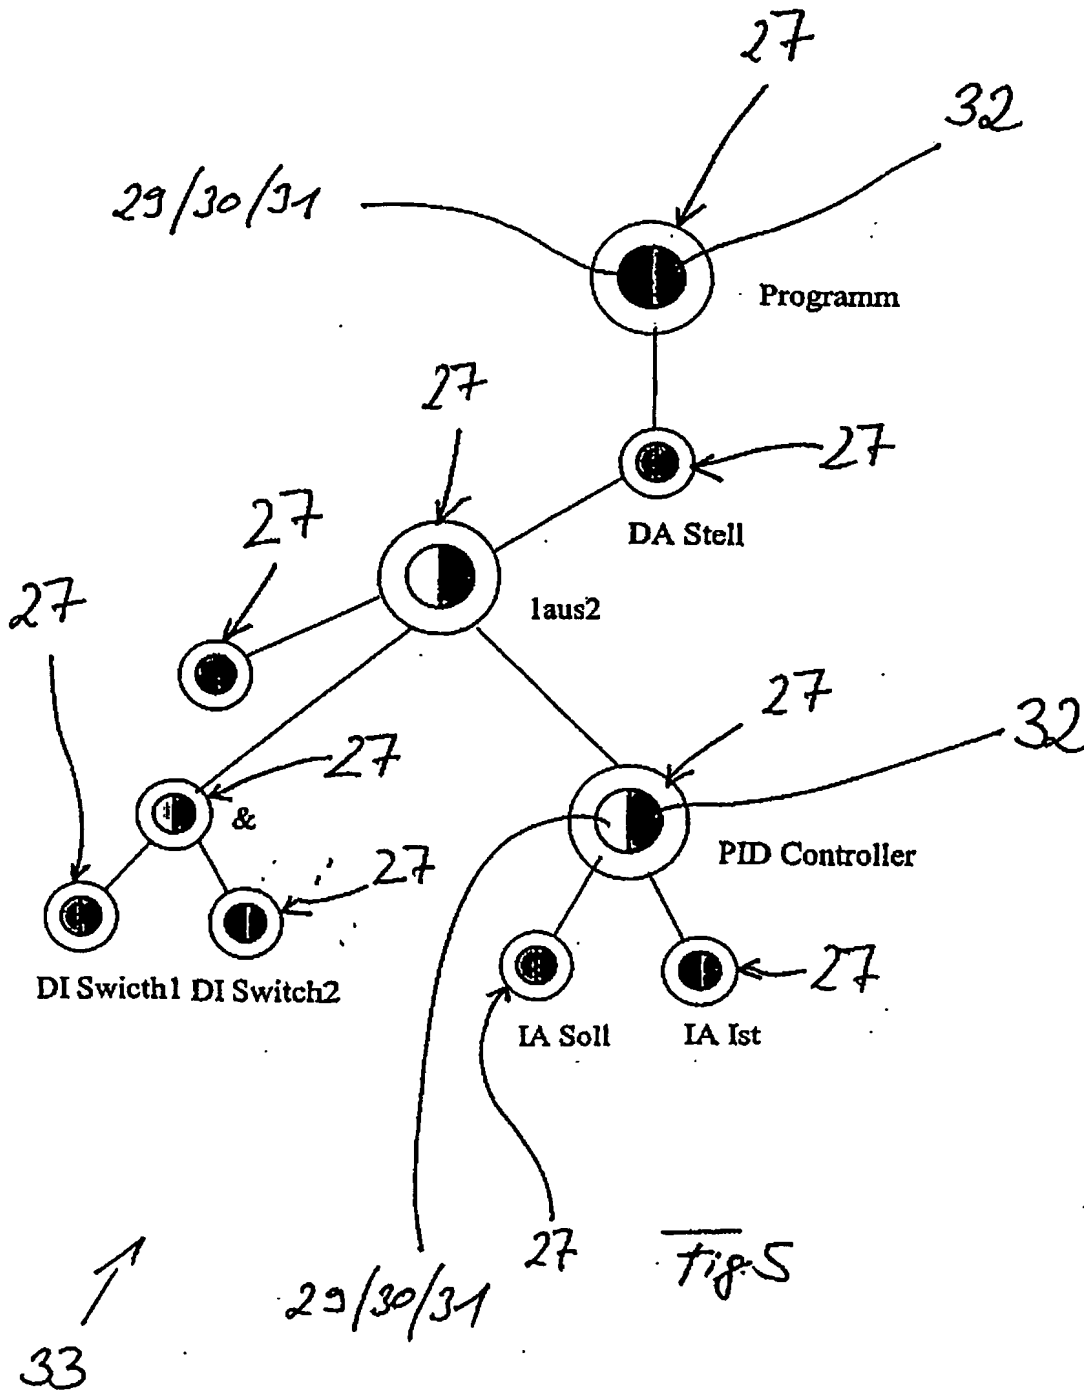 27
32
29/30/31
Programm
27
27
DA Stell
27
1aus2
27
27
32
27
&
PID Controller
27
27
DI Swicth1 DI Switch2
IA Soll
IA Ist
27
29/30/31
Fig.5
33